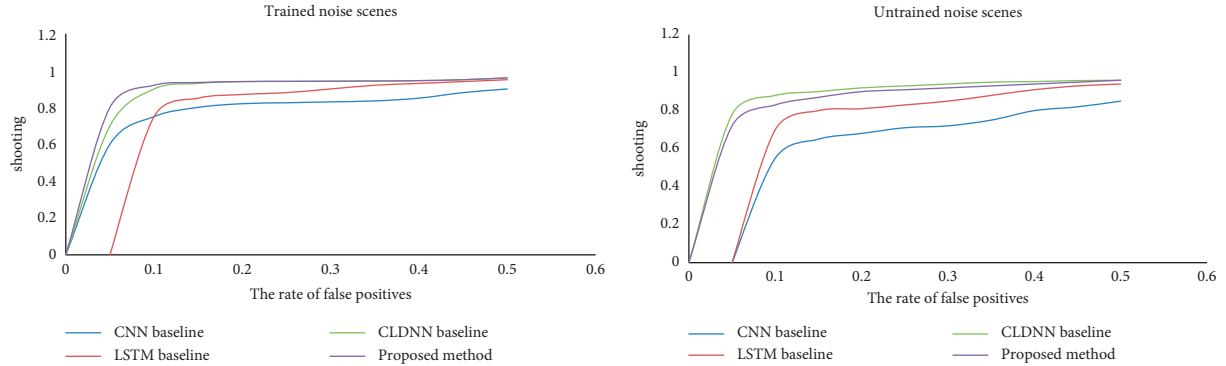 Trained noise scenes
1.2
1
0.8
0.6
0.4
0.2
0
shooting
0 0.1 0.2 0.3 0.4 0.5 0.6
The rate of false positives
CNN baseline
LSTM baseline
CLDNN baseline
Proposed method
Untrained noise scenes
1.2
1
0.8
0.6
0.4
0.2
0
shooting
0 0.1 0.2 0.3 0.4 0.5 0.6
The rate of false positives
CNN baseline
LSTM baseline
CLDNN baseline
Proposed method